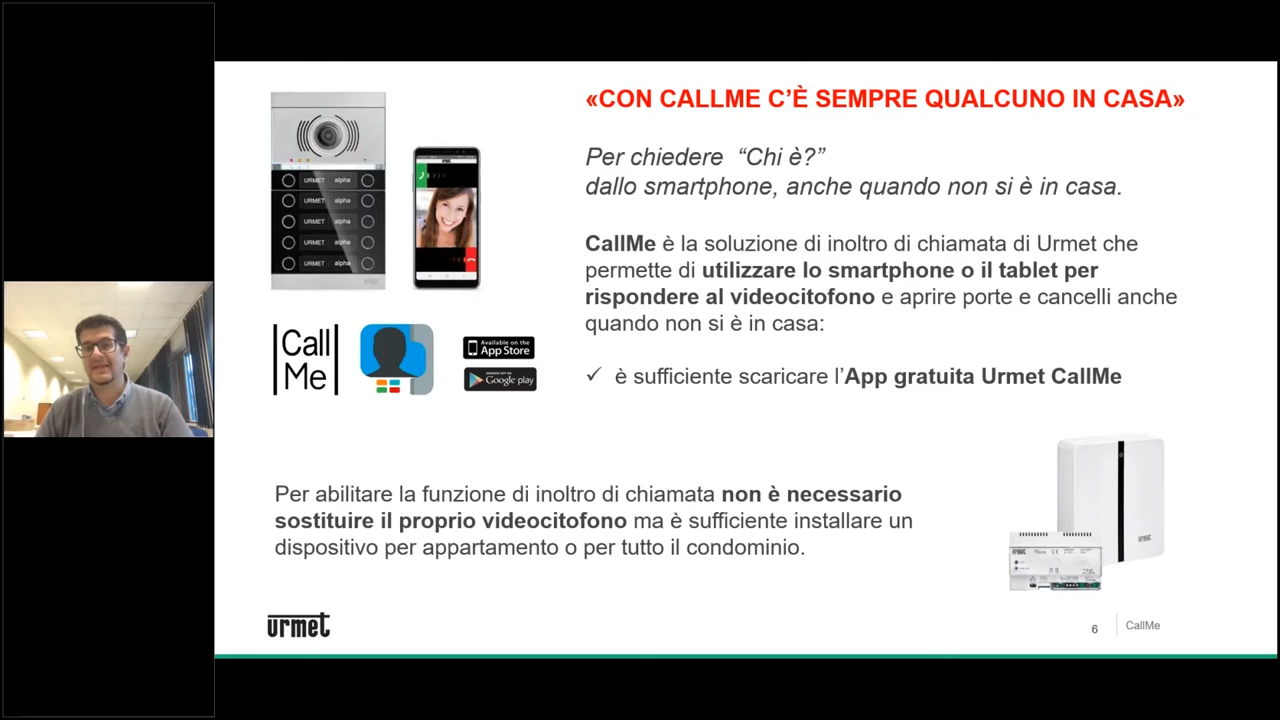 «CON CALLME C’È SEMPRE QUALCUNO IN CASA»
Per chiedere “Chi è?”
dallo smartphone, anche quando non si è in casa.
CallMe è la soluzione di inoltro di chiamata di Urmet che
permette di utilizzare lo smartphone o il tablet per
rispondere al videocitofono e aprire porte e cancelli anche
quando non si è in casa:
✓ è sufficiente scaricare l’App gratuita Urmet CallMe
URMET alpha
URMET alpha
URMET alpha
URMET alpha
URMET alpha
Call
Me
Available on the
App Store
ANDROID APP ON
Google play
Per abilitare la funzione di inoltro di chiamata non è necessario
sostituire il proprio videocitofono ma è sufficiente installare un
dispositivo per appartamento o per tutto il condominio.
urmet
urmet
urmet
6
CallMe